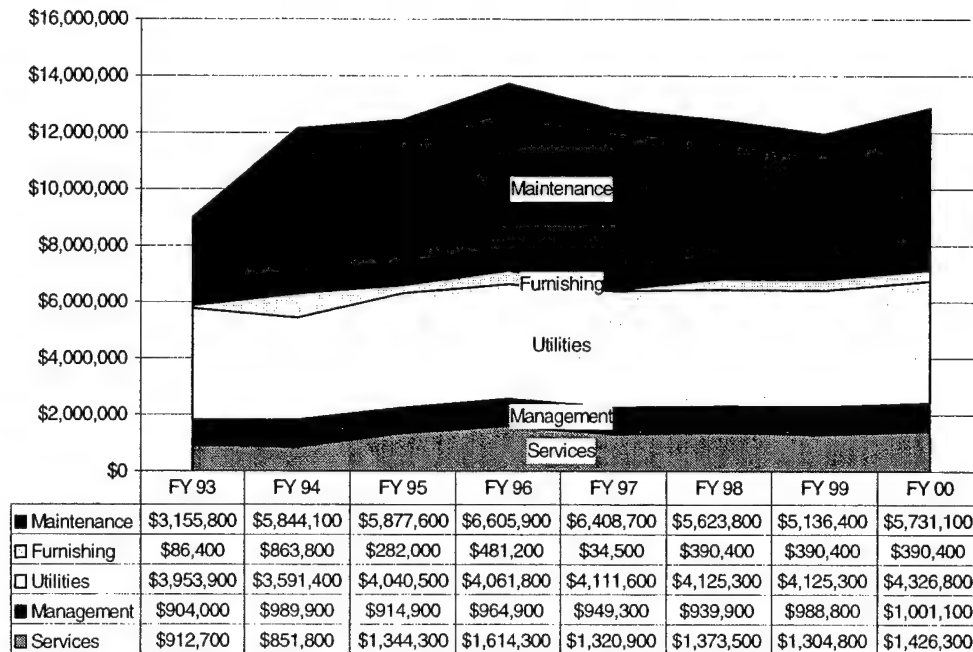 $16,000,000
$14,000,000
$12,000,000
$10,000,000
$8,000,000
$6,000,000
$4,000,000
$2,000,000
$0
Maintenance
Furnishing
Utilities
Management
Services
FY 93 FY 94 FY 95 FY 96 FY 97 FY 98 FY 99 FY 00
Maintenance $3,155,800 $5,844,100 $5,877,600 $6,605,900 $6,408,700 $5,623,800 $5,136,400 $5,731,100
Furnishing $86,400 $863,800 $282,000 $481,200 $34,500 $390,400 $390,400 $390,400
Utilities $3,953,900 $3,591,400 $4,040,500 $4,061,800 $4,111,600 $4,125,300 $4,125,300 $4,326,800
Management $904,000 $989,900 $914,900 $964,900 $949,300 $939,900 $988,800 $1,001,100
Services $912,700 $851,800 $1,344,300 $1,614,300 $1,320,900 $1,373,500 $1,304,800 $1,426,300